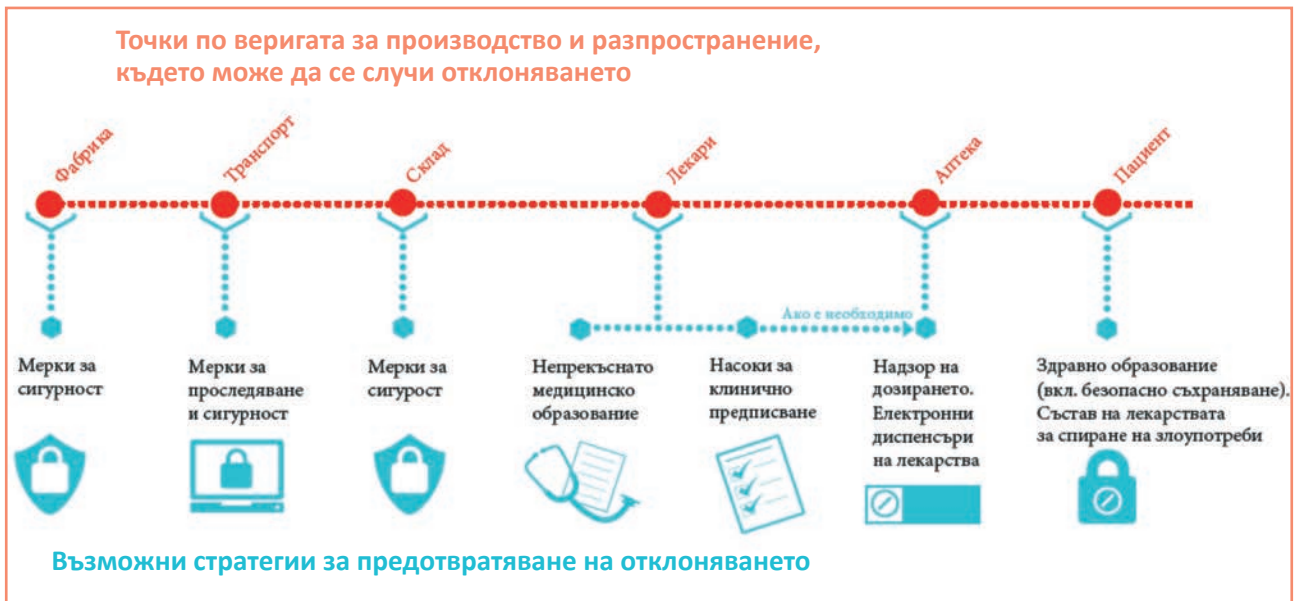 Точки по веригата за производство и разпространение,
където може да се случи отклоняването
Фабрика
Транспорт
Склад
Лекари
Аптека
Пациент
Ако е необходимо
Мерки за
сигурност
Мерки за
проследяване
и сигурност
Мерки за
сигурост
Непрекъснато
медицинско
образование
Насоки за
клинично
предписване
Надзор на
дозирането.
Електронни
диспенсъри
на лекарства
Здравно образование
(вкл. безопасно съхраняване).
Състав на лекарствата
за спиране на злоупотреби
Възможни стратегии за предотвратяване на отклоняването